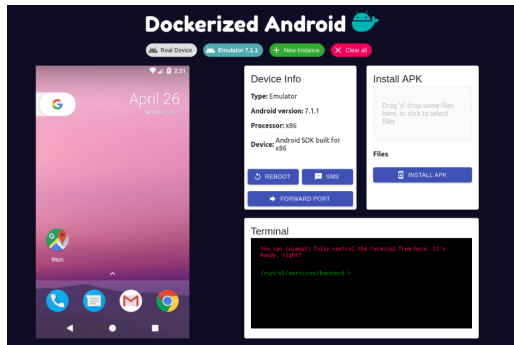 Dockerized Android
Real Device
Emulator 7.1.1
New Instance
Clear all
2:21
G
April 26
Maps
Device Info
Type: Emulator
Android version: 7.1.1
Processor: x86
Device: Android SDK built for
x86
REBOOT
SMS
FORWARD PORT
Install APK
Drag 'n' drop some files
here, or click to select
files
Files
INSTALL APK
Terminal
You can (almost) fully control the terminal from here. It's
handy, right?
/run/s6/services/backend >